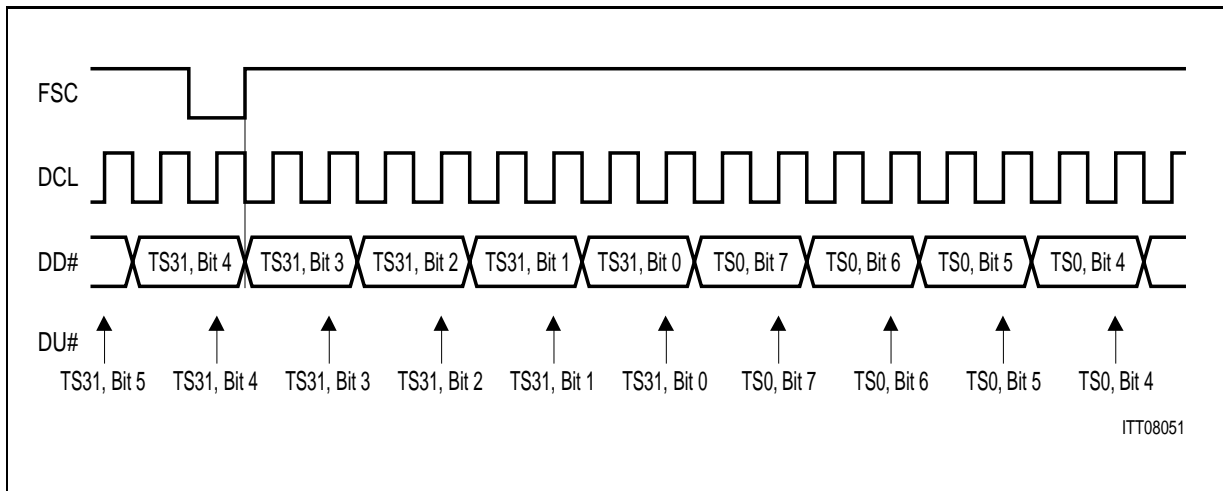 FSC
DCL
DD# TS31, Bit 4 TS31, Bit 3 TS31, Bit 2 TS31, Bit 1 TS31, Bit 0 TS0, Bit 7 TS0, Bit 6 TS0, Bit 5 TS0, Bit 4
DU#
TS31, Bit 5 TS31, Bit 4 TS31, Bit 3 TS31, Bit 2 TS31, Bit 1 TS31, Bit 0 TS0, Bit 7 TS0, Bit 6 TS0, Bit 5 TS0, Bit 4
ITT08051